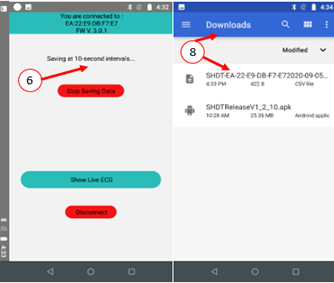 4:32
You are connected to :
EA:22:E9:DB:F7:E7
FW V. 3.0.1
Saving at 10-second intervals...
6
Stop Saving Data
Show Live ECG
Disconnect
4:33
4:34
Downloads
8
Modified
SHDT-EA-22-E9-DB-F7-E72020-09-05...
4:33 PM 422 B CSV file
SHDTReleaseV1_2_10.apk
10:28 AM 25.36 MB Android applic